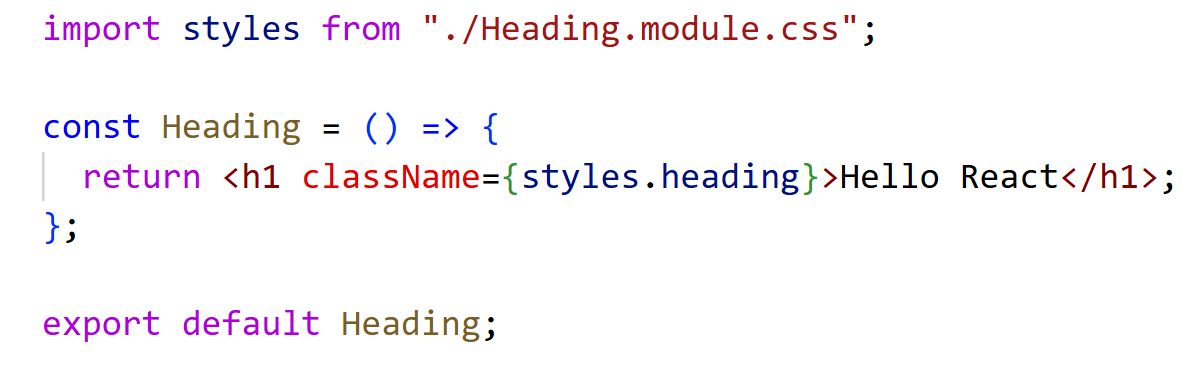 import styles from "./Heading.module.css";

const Heading = () => {
  return <h1 className={styles.heading}>Hello React</h1>;
};

export default Heading;